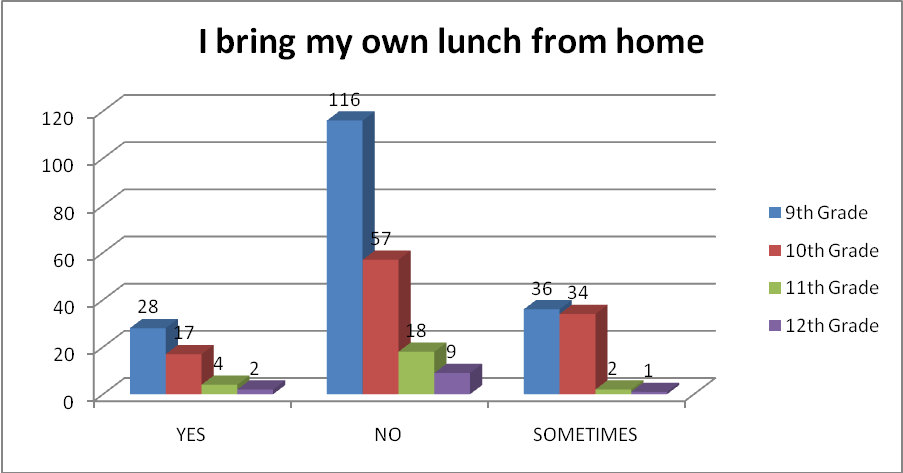 I bring my own lunch from home
120
100
80
60
40
20
0
28
17
4
2
116
57
18
9
36
34
2
1
YES
NO
SOMETIMES
9th Grade
10th Grade
11th Grade
12th Grade